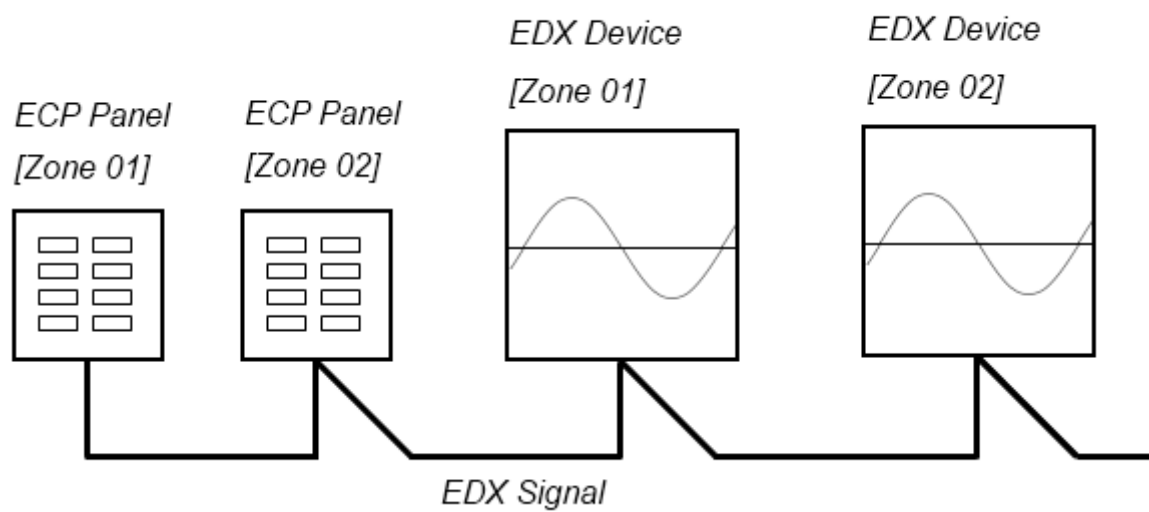 ECP Panel
[Zone 01]
ECP Panel
[Zone 02]
EDX Device
[Zone 01]
EDX Device
[Zone 02]
EDX Signal